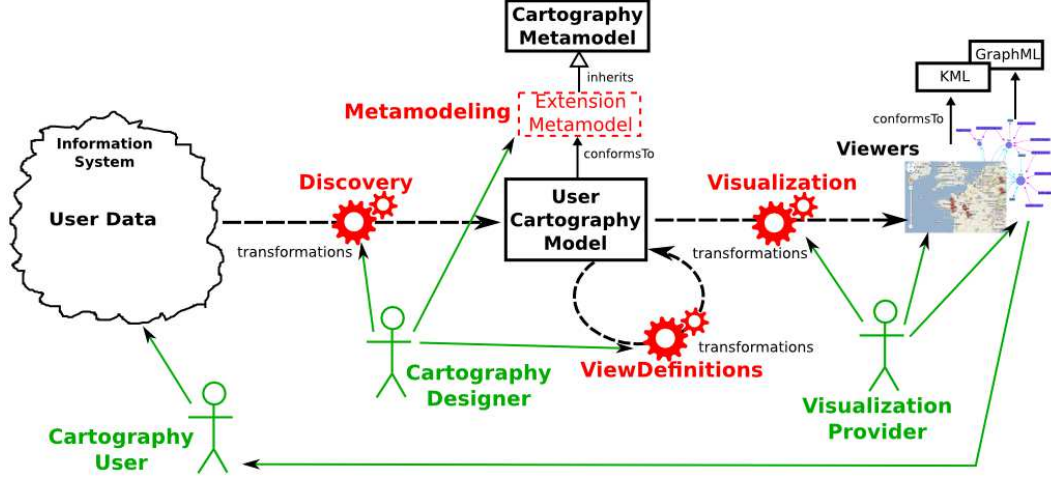 Cartography
Metamodel
inherits
GraphML
KML
Metamodeling
Extension
Metamodel
conformsTo
conformsTo
Viewers
Information
System
User Data
Discovery
transformations
User
Cartography
Model
Visualization
transformations
transformations
ViewDefinitions
Cartography
Designer
Visualization
Provider
Cartography
User